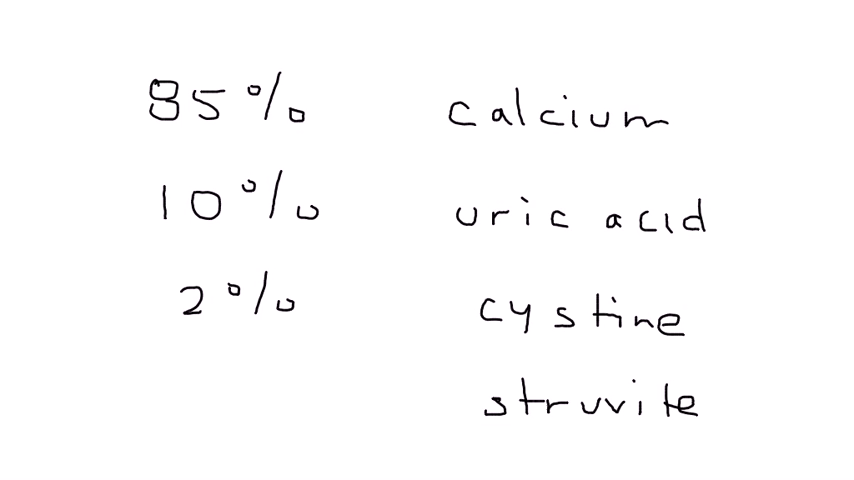 85% calcium
10% uric acid
2% cystine
struvite